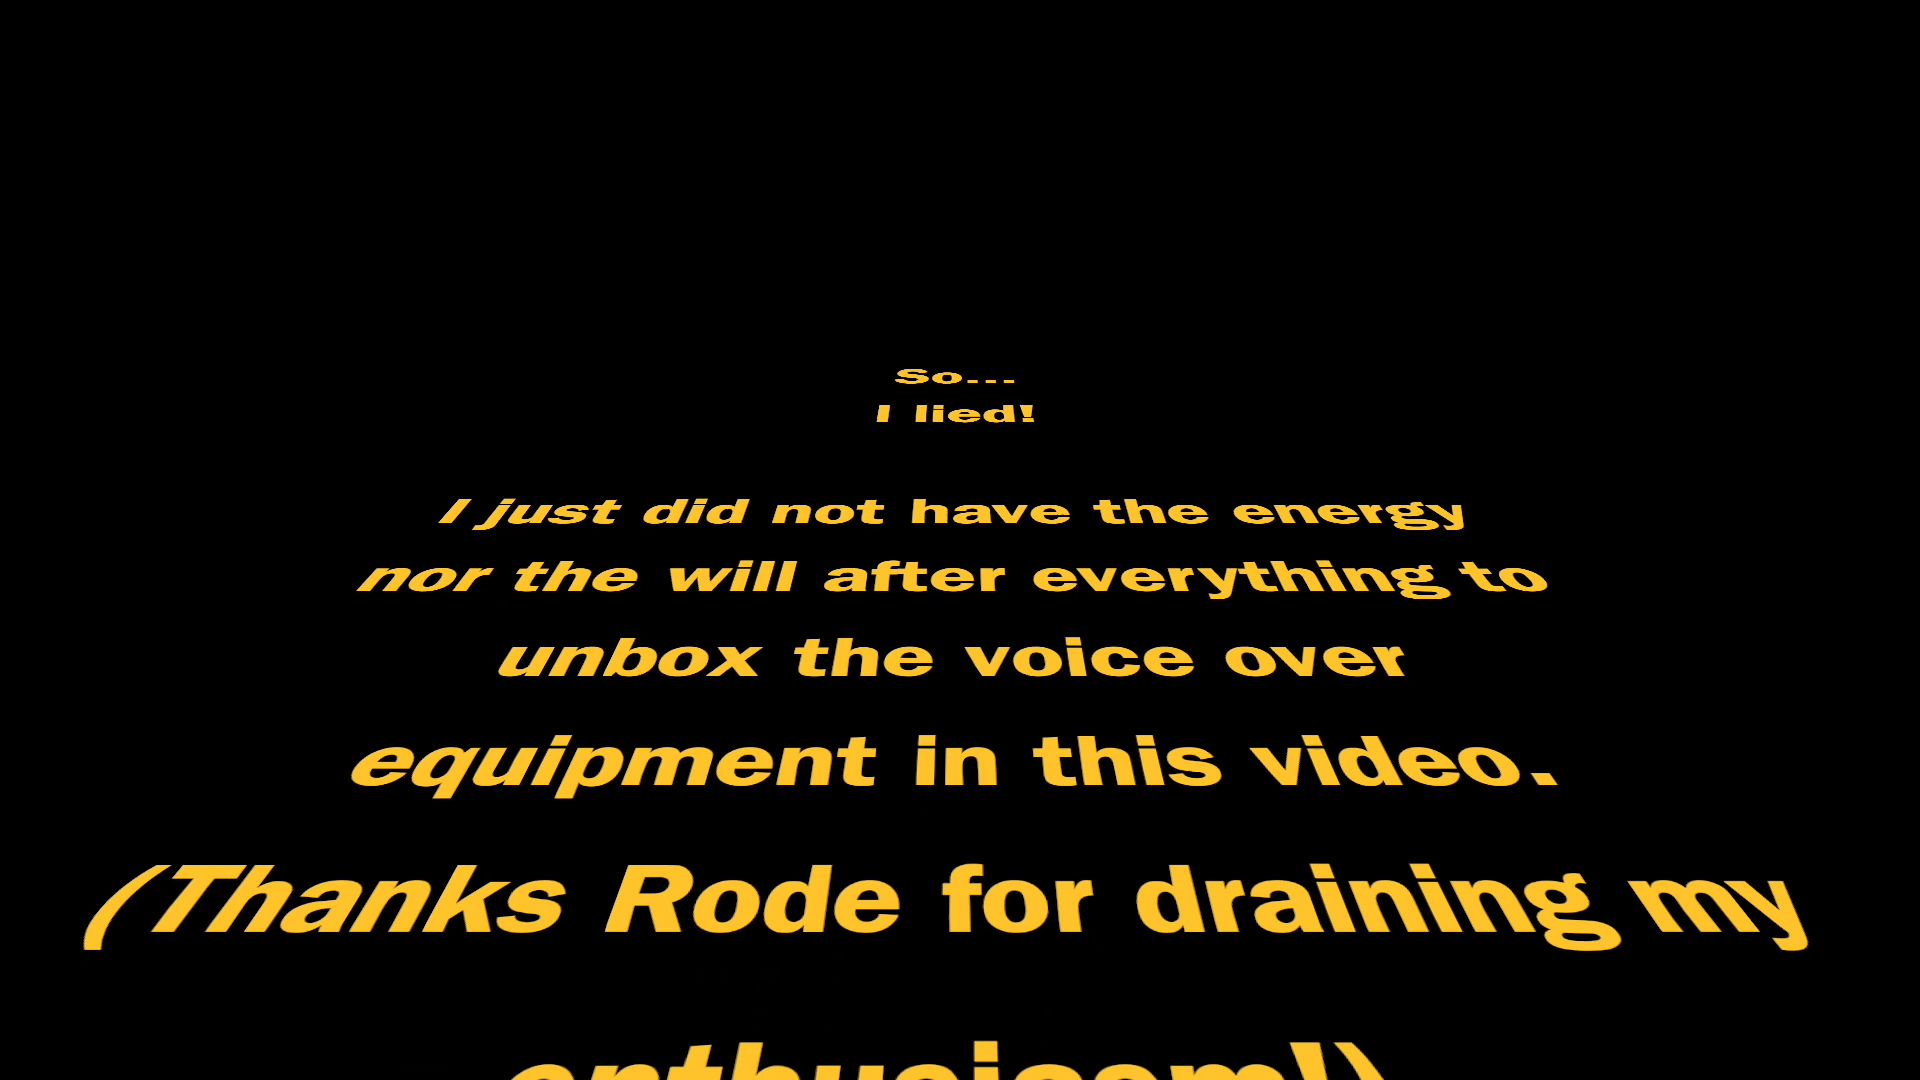 So...
I lied!
I just did not have the energy
nor the will after everything to
unbox the voice over
equipment in this video.
(Thanks Rode for draining my
enthusiasm!)